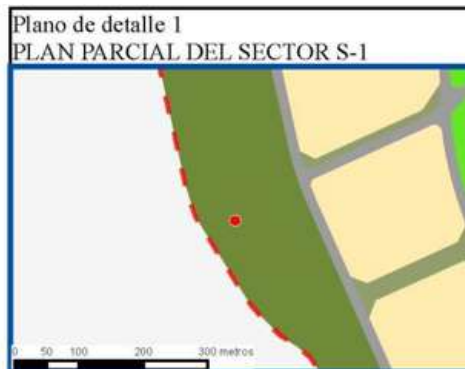 Plano de detalle 1
PLAN PARCIAL DEL SECTOR S-1
0 50 100 200 300 metros